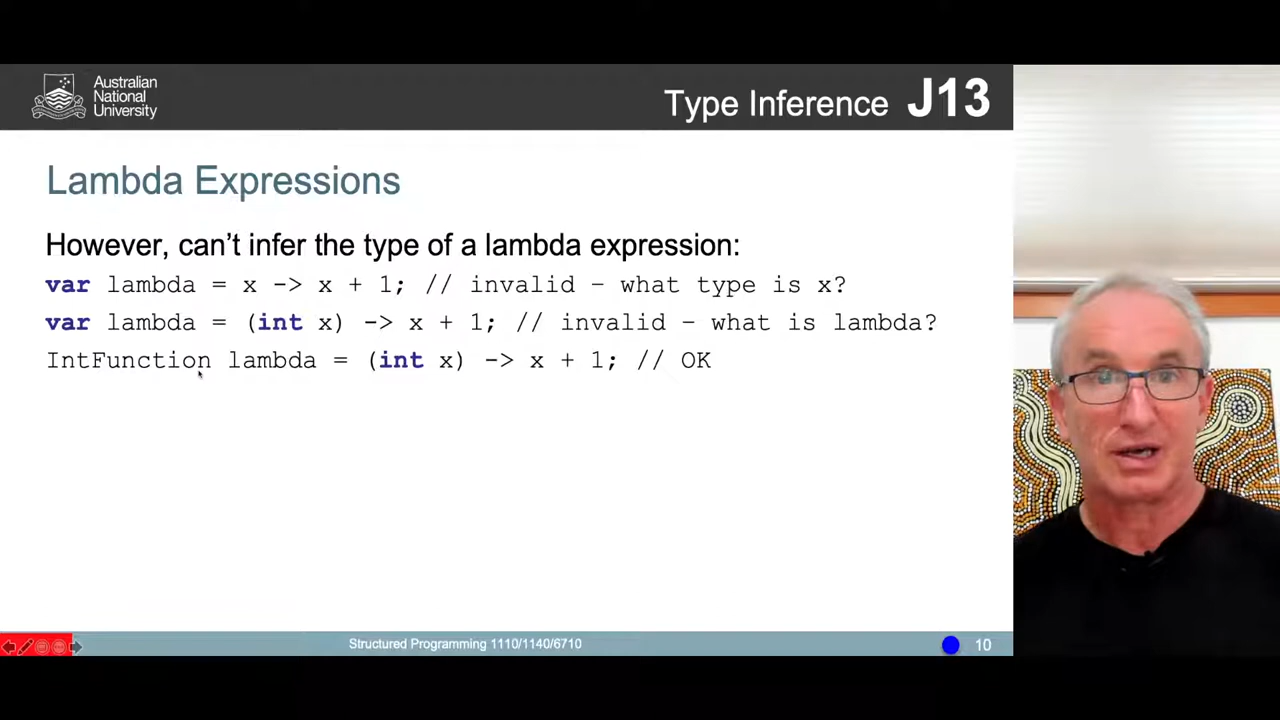 Australian
National
University
Type Inference J13
Lambda Expressions
However, can’t infer the type of a lambda expression:
var lambda = x -> x + 1; // invalid – what type is x?
var lambda = (int x) -> x + 1; // invalid – what is lambda?
IntFunction lambda = (int x) -> x + 1; // OK
Structured Programming 1110/1140/6710
10